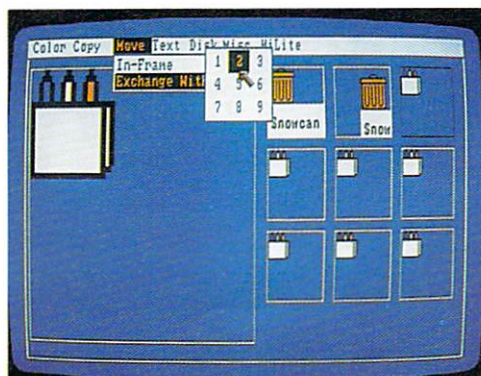 Color Copy Move Text Disk Misc HiLite
In-Frame
Exchange With
1 2 3
4 5 6
7 8 9
Snowcan
Snow